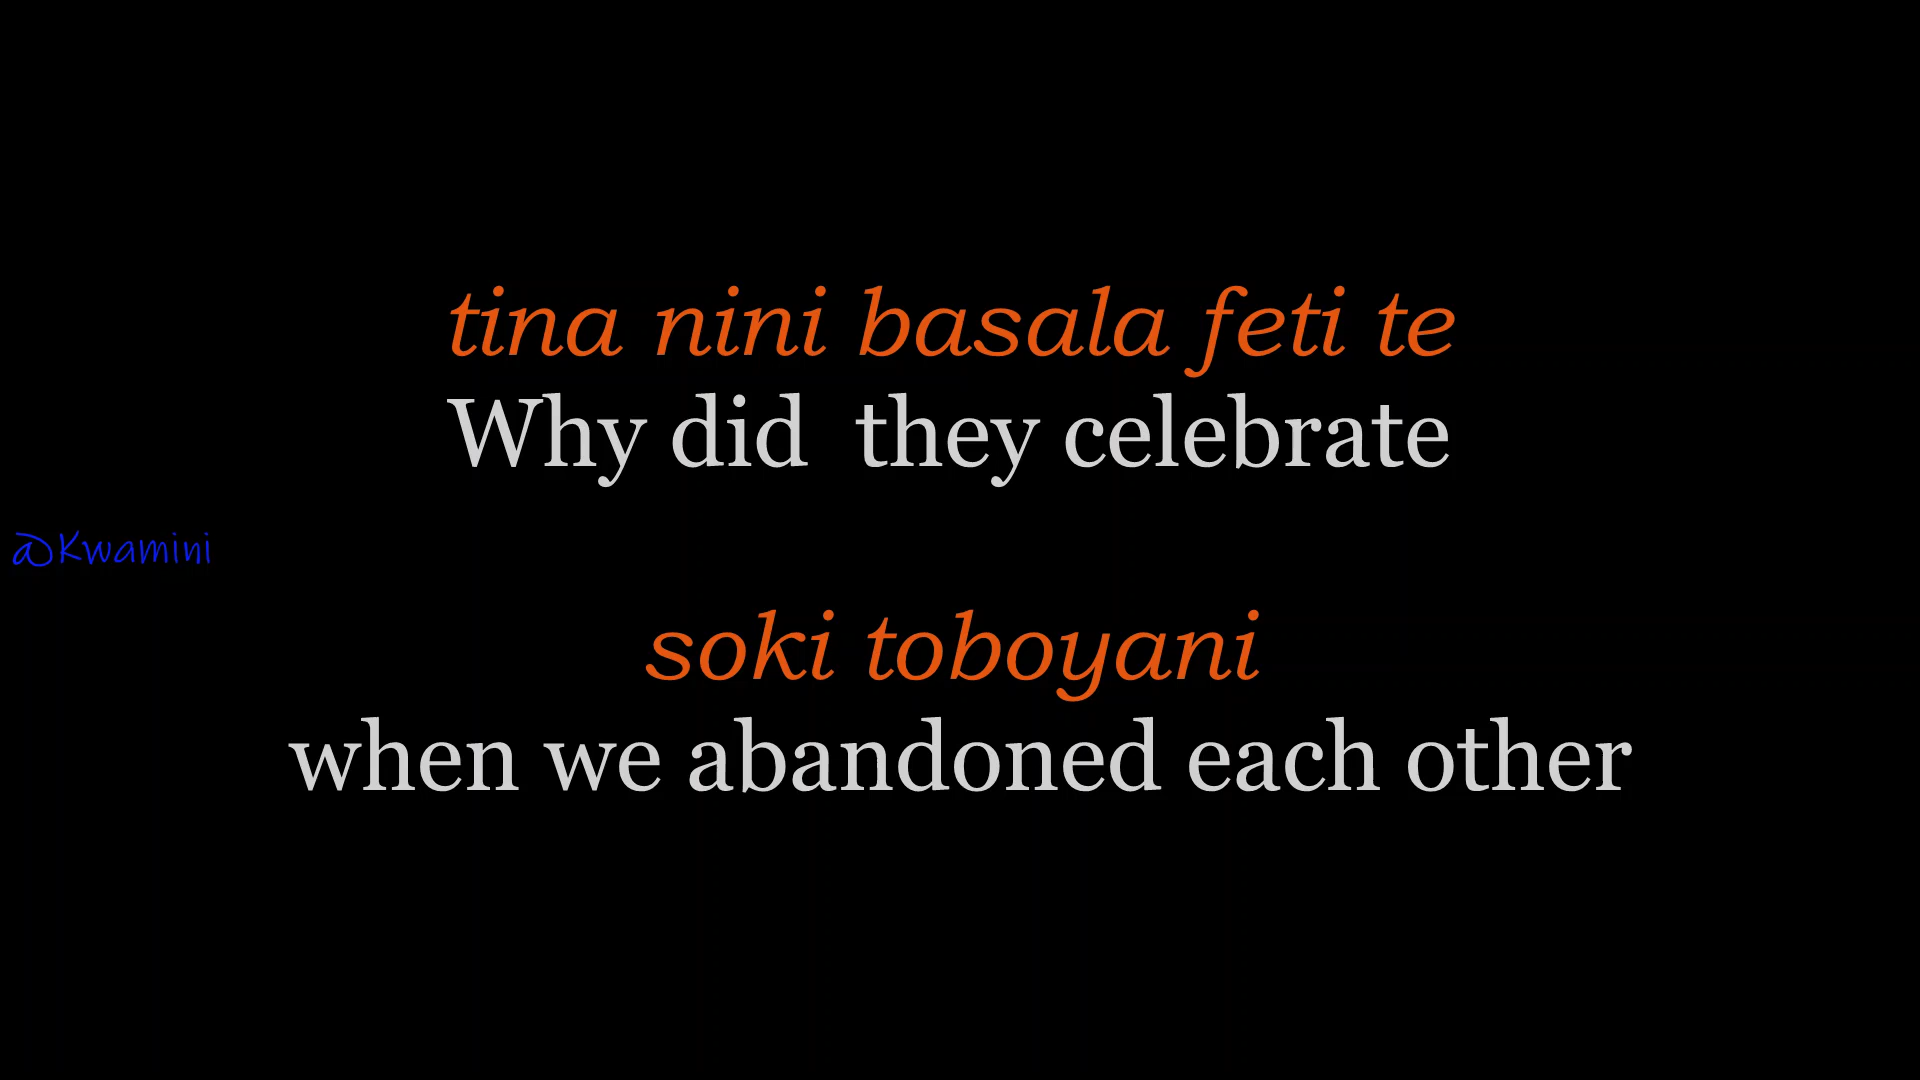 tina nini basala feti te
Why did  they celebrate
@Kwamini
soki toboyani
when we abandoned each other